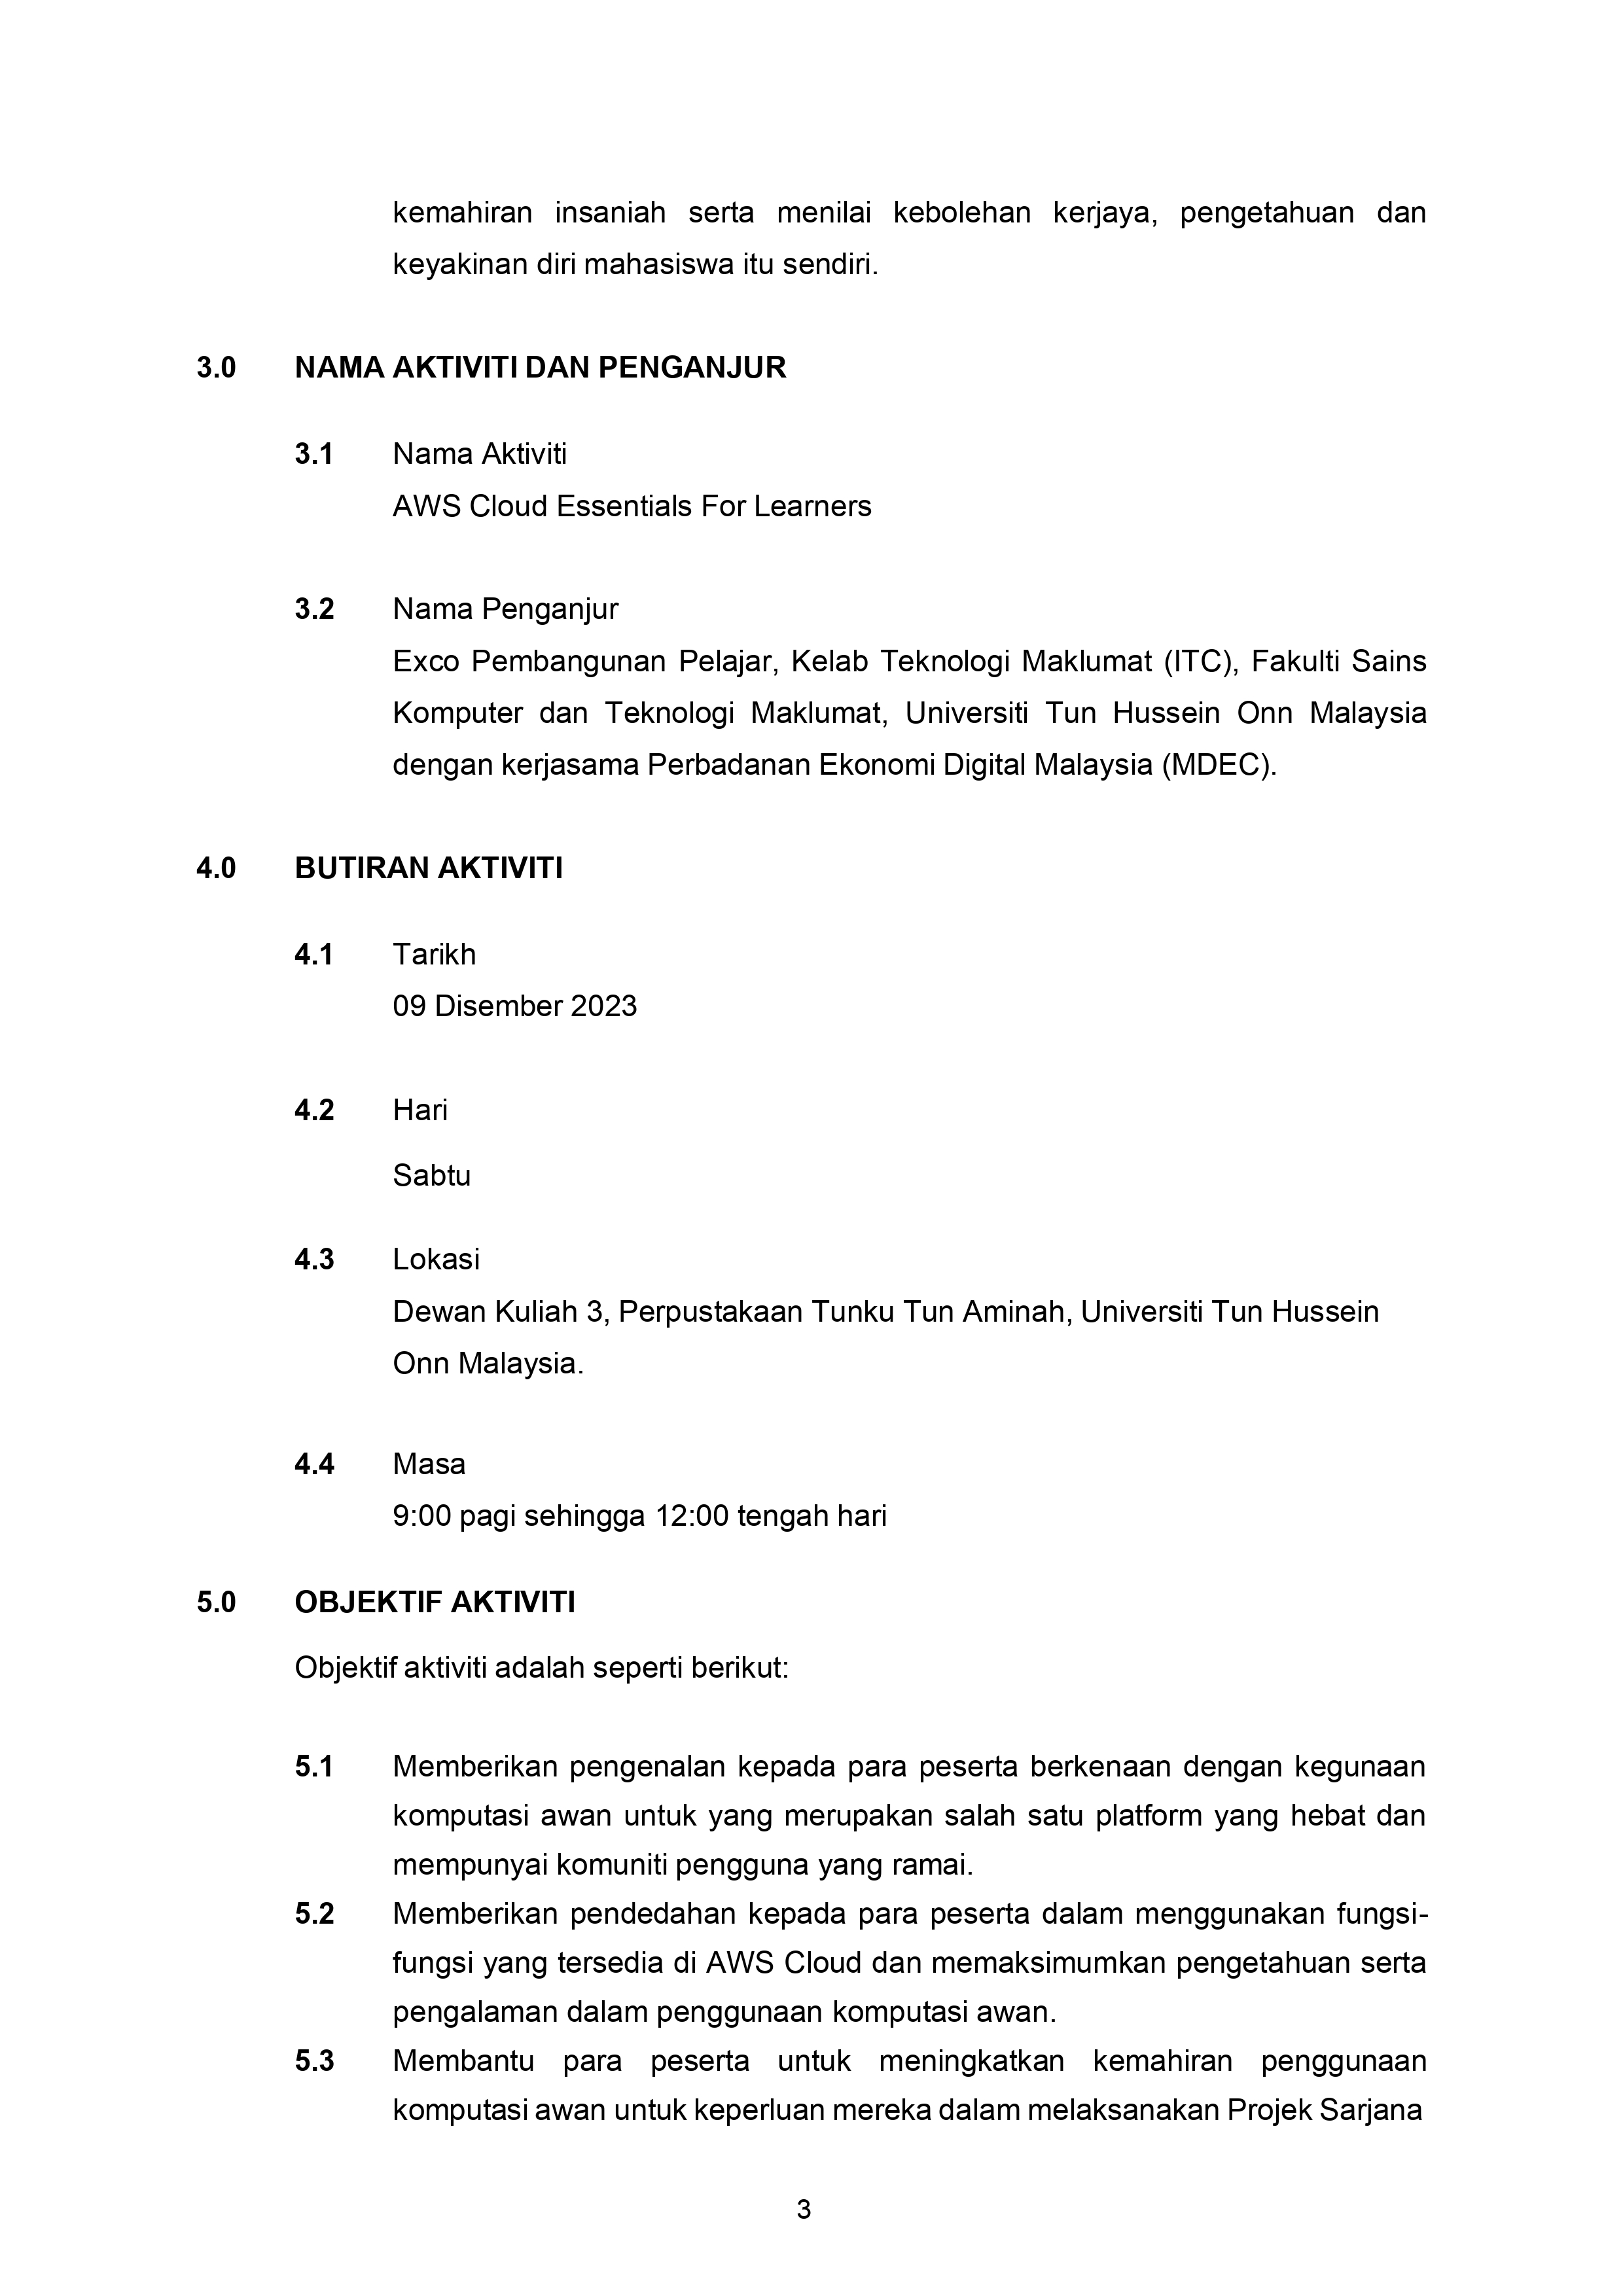 kemahiran insaniah serta menilai kebolehan kerjaya, pengetahuan dan
keyakinan diri mahasiswa itu sendiri.
3.0 NAMA AKTIVITI DAN PENGANJUR
3.1 Nama Aktiviti
AWS Cloud Essentials For Learners
3.2 Nama Penganjur
Exco Pembangunan Pelajar, Kelab Teknologi Maklumat (ITC), Fakulti Sains
Komputer dan Teknologi Maklumat, Universiti Tun Hussein Onn Malaysia
dengan kerjasama Perbadanan Ekonomi Digital Malaysia (MDEC).
4.0 BUTIRAN AKTIVITI
4.1 Tarikh
09 Disember 2023
4.2 Hari
Sabtu
4.3 Lokasi
Dewan Kuliah 3, Perpustakaan Tunku Tun Aminah, Universiti Tun Hussein
Onn Malaysia.
4.4 Masa
9:00 pagi sehingga 12:00 tengah hari
5.0 OBJEKTIF AKTIVITI
Objektif aktiviti adalah seperti berikut:
5.1 Memberikan pengenalan kepada para peserta berkenaan dengan kegunaan
komputasi awan untuk yang merupakan salah satu platform yang hebat dan
mempunyai komuniti pengguna yang ramai.
5.2 Memberikan pendedahan kepada para peserta dalam menggunakan fungsi-
fungsi yang tersedia di AWS Cloud dan memaksimumkan pengetahuan serta
pengalaman dalam penggunaan komputasi awan.
5.3 Membantu para peserta untuk meningkatkan kemahiran penggunaan
komputasi awan untuk keperluan mereka dalam melaksanakan Projek Sarjana
3